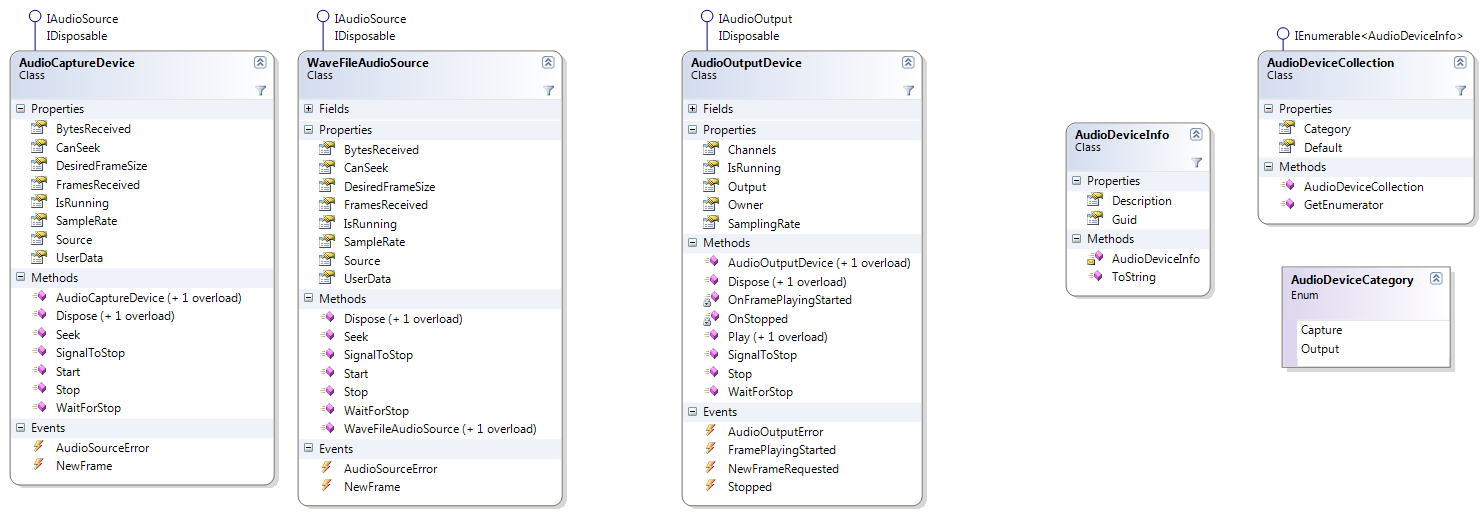 IAudioSource
IDisposable
AudioCaptureDevice
Class
Properties
BytesReceived
CanSeek
DesiredFrameSize
FramesReceived
IsRunning
SampleRate
Source
UserData
Methods
AudioCaptureDevice (+ 1 overload)
Dispose (+ 1 overload)
Seek
SignalToStop
Start
Stop
WaitForStop
Events
AudioSourceError
NewFrame
IAudioSource
IDisposable
WaveFileAudioSource
Class
Fields
Properties
BytesReceived
CanSeek
DesiredFrameSize
FramesReceived
IsRunning
SampleRate
Source
UserData
Methods
Dispose (+ 1 overload)
Seek
SignalToStop
Start
Stop
WaitForStop
WaveFileAudioSource (+ 1 overload)
Events
AudioSourceError
NewFrame
IAudioOutput
IDisposable
AudioOutputDevice
Class
Fields
Properties
Channels
IsRunning
Output
Owner
SamplingRate
Methods
AudioOutputDevice (+ 1 overload)
Dispose (+ 1 overload)
OnFramePlayingStarted
OnStopped
Play (+ 1 overload)
SignalToStop
Stop
WaitForStop
Events
AudioOutputError
FramePlayingStarted
NewFrameRequested
Stopped
AudioDeviceInfo
Class
Properties
Description
Guid
Methods
AudioDeviceInfo
ToString
IEnumerable<AudioDeviceInfo>
AudioDeviceCollection
Class
Properties
Category
Default
Methods
AudioDeviceCollection
GetEnumerator
AudioDeviceCategory
Enum
Capture
Output